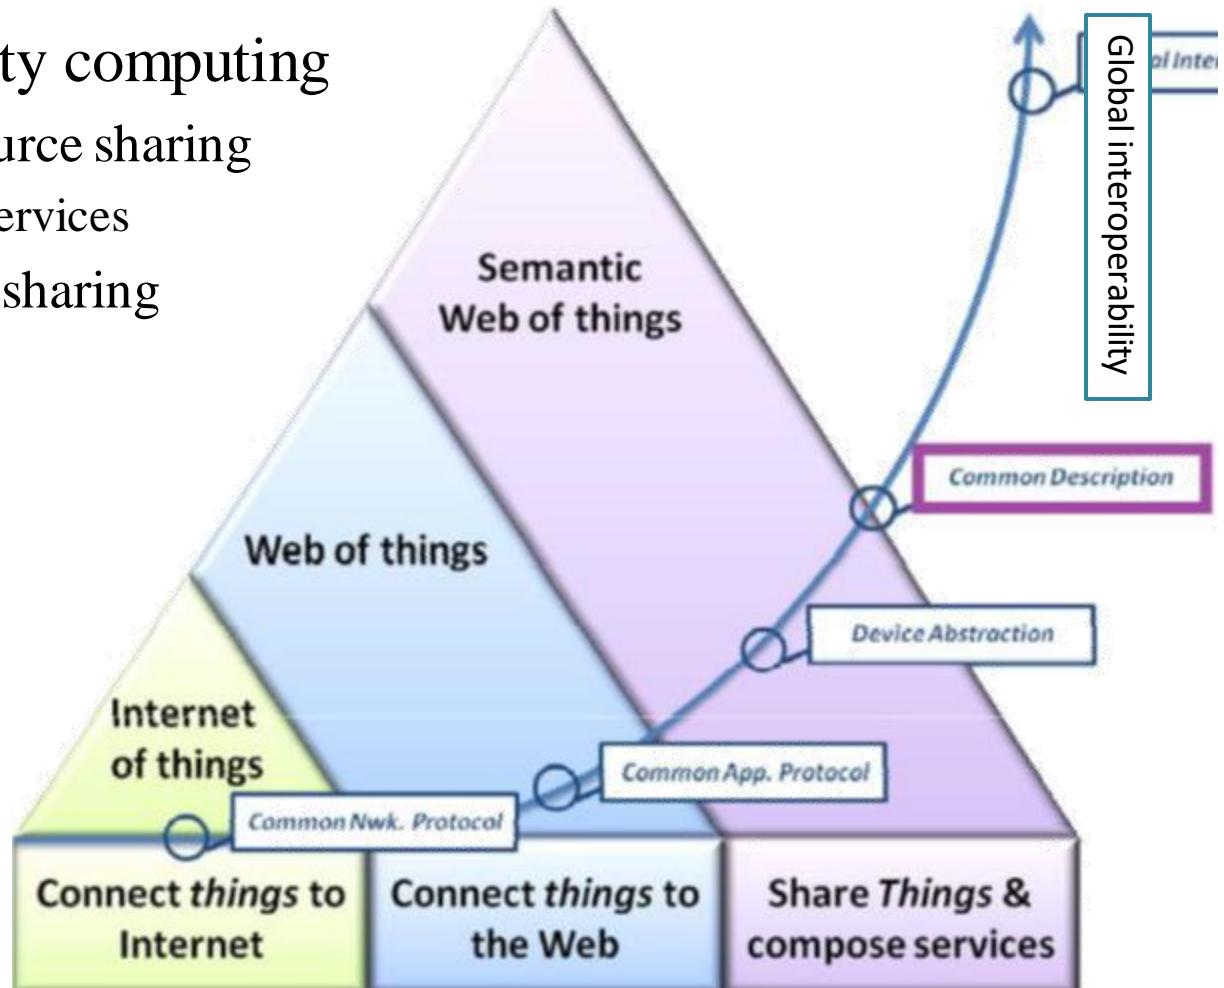 ty computing
urce sharing
ervices
sharing
Global interoperability
al Inter
Semantic
Web of things
Common Description
Web of things
Device Abstraction
Internet
of things
Common App. Protocol
Common Nwk. Protocol
Connect things to
Internet
Connect things to
the Web
Share Things &
compose services